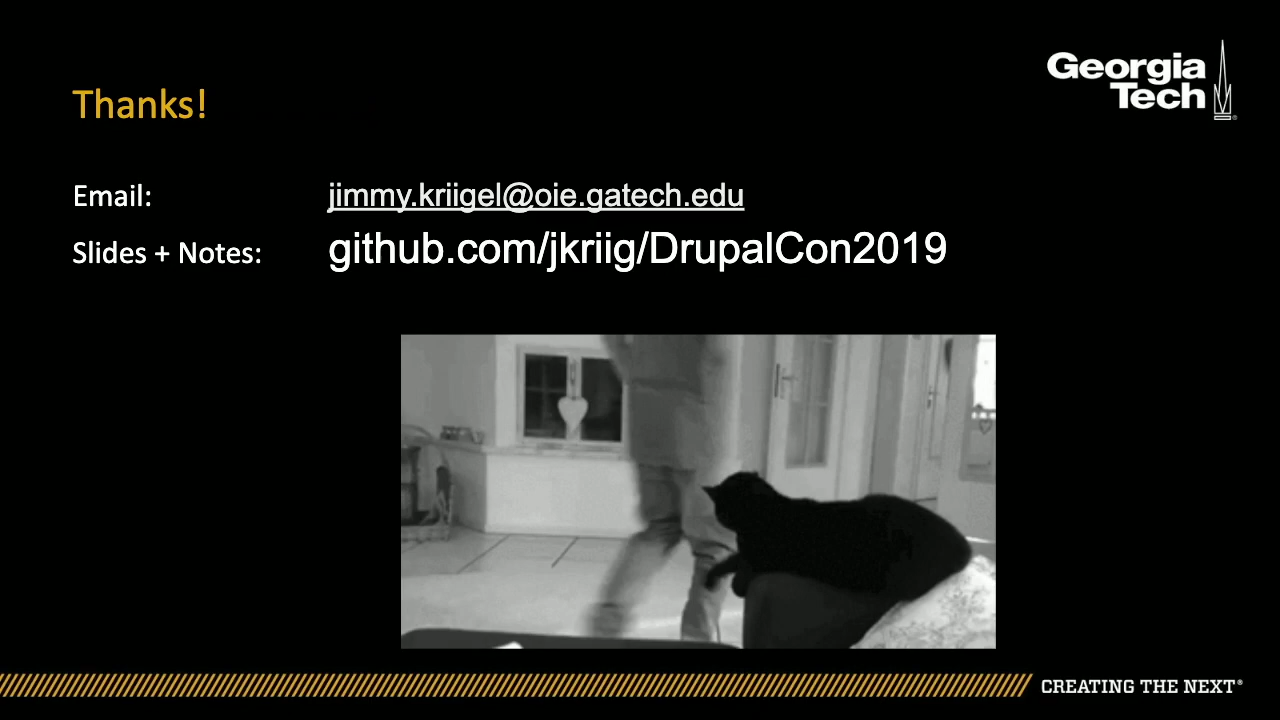 Georgia
Tech
Thanks!
Email: jimmy.kriigel@oie.gatech.edu
Slides + Notes: github.com/jkriig/DrupalCon2019
CREATING THE NEXT®